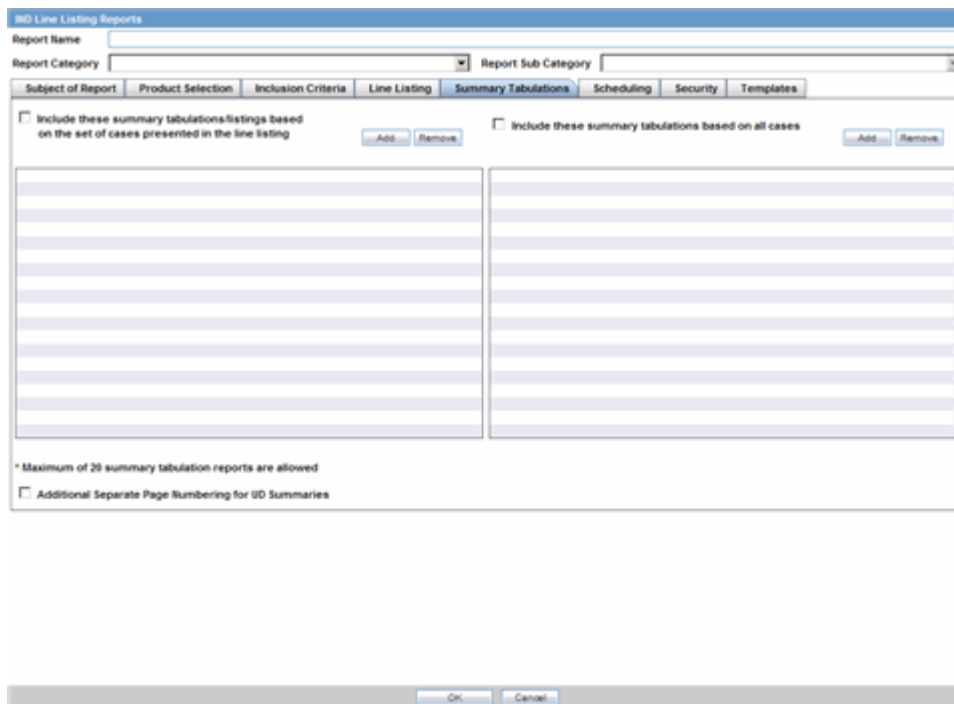 IND Line Listing Reports
Report Name
Report Category Report Sub Category
Subject of Report Product Selection Inclusion Criteria Line Listing Summary Tabulations Scheduling Security Templates
Include these summary tabulations/listings based
on the set of cases presented in the line listing
Add... Remove
Include these summary tabulations based on all cases
Add... Remove
* Maximum of 20 summary tabulation reports are allowed
Additional Separate Page Numbering for UD Summaries
OK Cancel